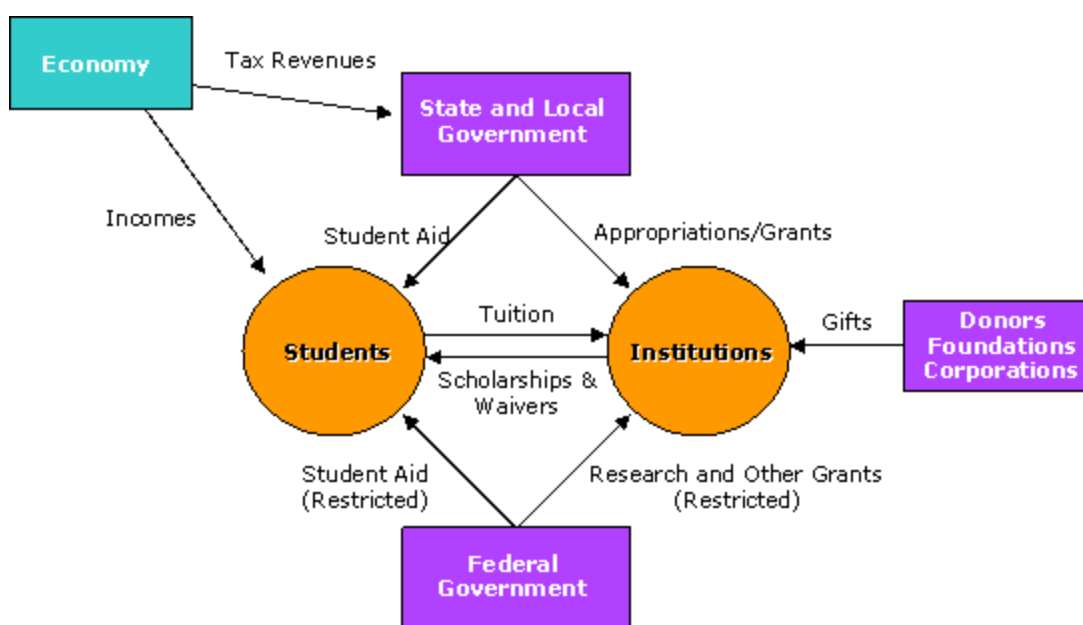 Economy
Tax Revenues
State and Local
Government
Incomes
Student Aid
Appropriations/Grants
Tuition
Gifts
Donors
Foundations
Corporations
Students
Institutions
Scholarships &
Waivers
Student Aid
(Restricted)
Research and Other Grants
(Restricted)
Federal
Government